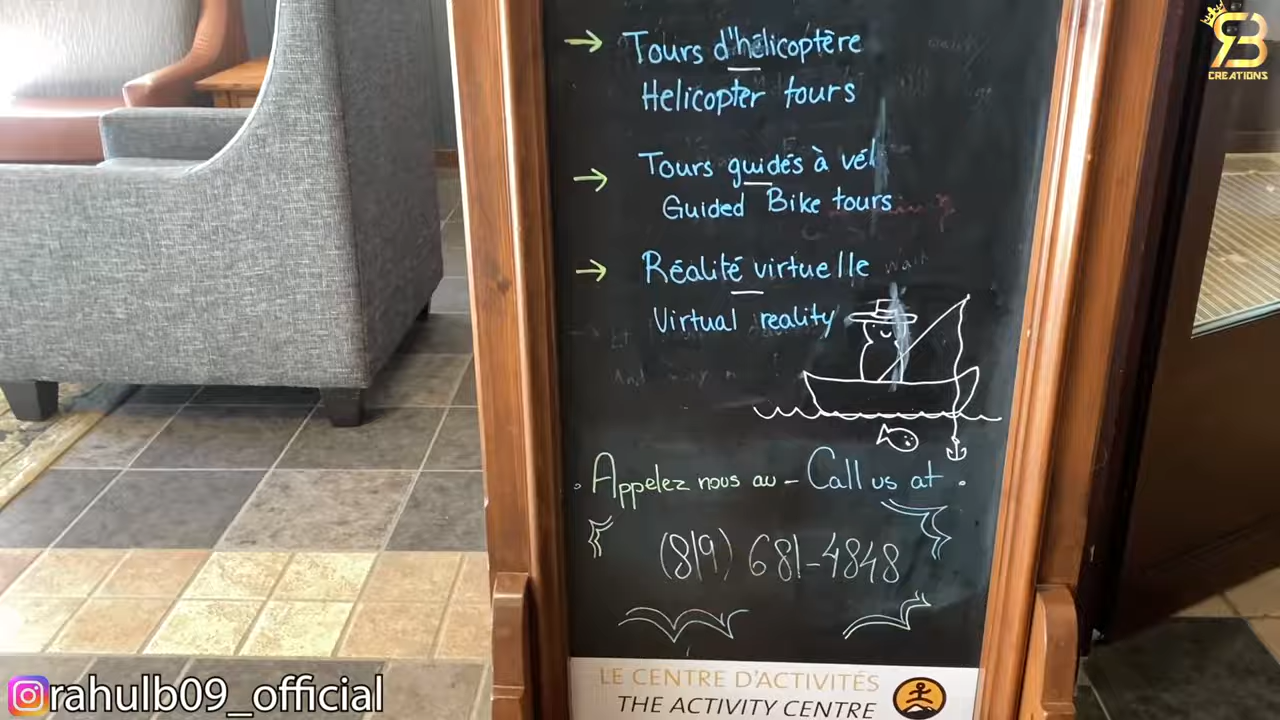 → Tours d'hélicoptère
Helicopter tours
→ Tours guidés à vél
Guided Bike tours
→ Réalité virtuelle
Virtual reality
. Appelez nous au - Call us at .
(819) 681-4848
LE CENTRE D'ACTIVITÉS
THE ACTIVITY CENTRE
RB
CREATIONS
rahulb09_official